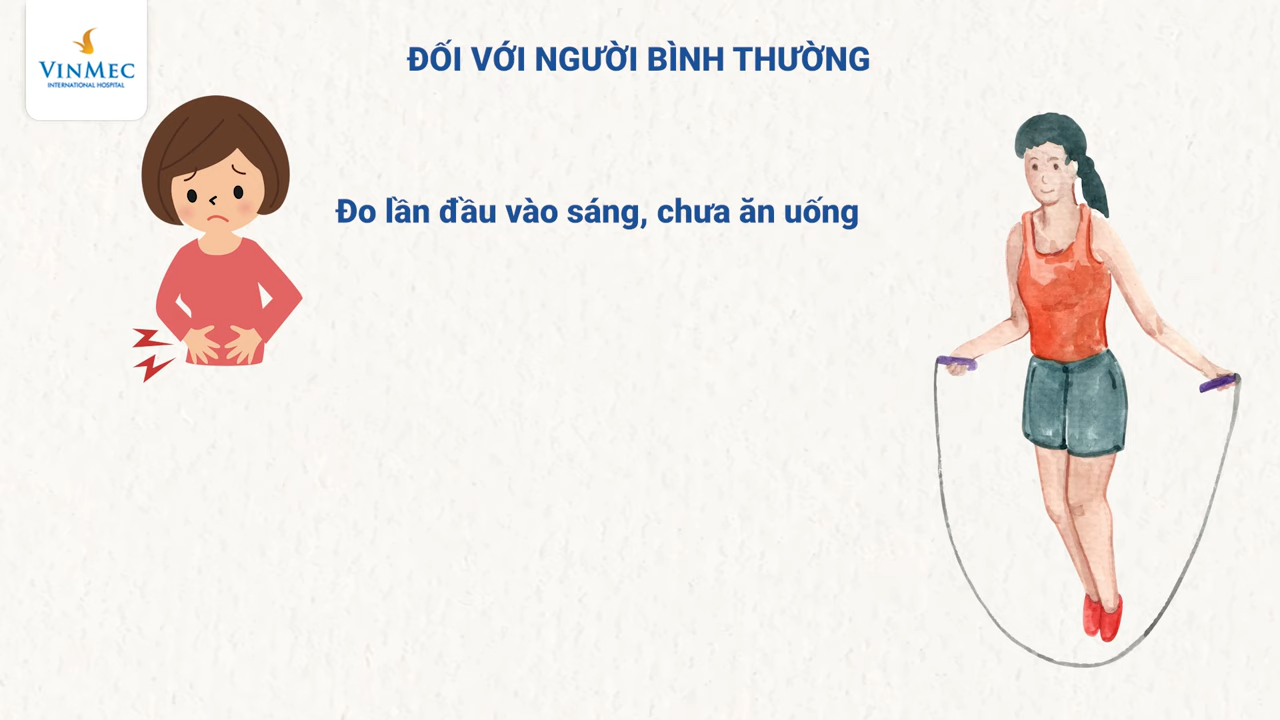 VINMEC
INTERNATIONAL HOSPITAL
ĐỐI VỚI NGƯỜI BÌNH THƯỜNG
Đo lần đầu vào sáng, chưa ăn uống